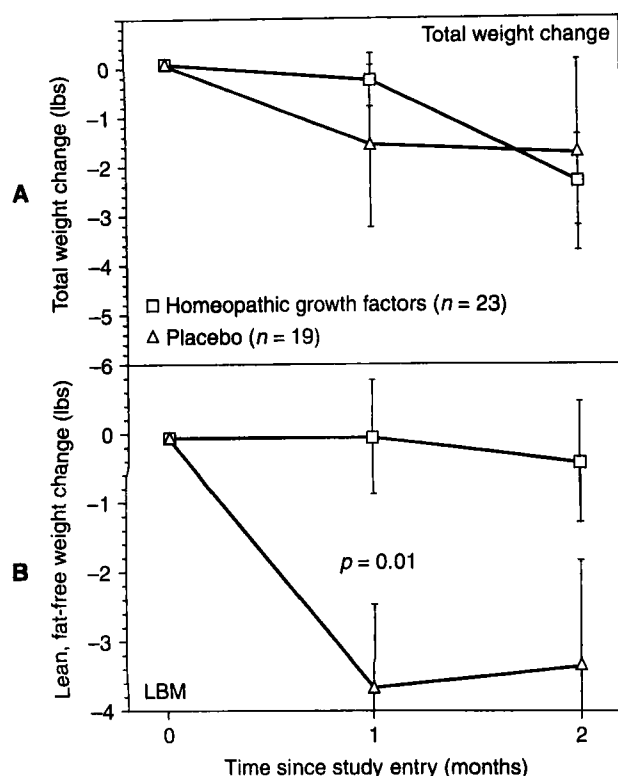 Total weight change
A
Total weight change (lbs)
0
−1
−2
−3
−4
−5
−6
□ Homeopathic growth factors (n = 23)
△ Placebo (n = 19)
B
Lean, fat-free weight change (lbs)
0
−1
−2
−3
−4
p = 0.01
LBM
0
1
2
Time since study entry (months)